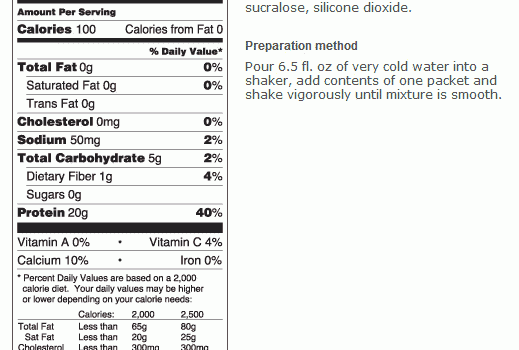 Amount Per Serving
Calories 100 Calories from Fat 0
% Daily Value*
Total Fat 0g 0%
Saturated Fat 0g 0%
Trans Fat 0g
Cholesterol 0mg 0%
Sodium 50mg 2%
Total Carbohydrate 5g 2%
Dietary Fiber 1g 4%
Sugars 0g
Protein 20g 40%
Vitamin A 0% • Vitamin C 4%
Calcium 10% • Iron 0%
* Percent Daily Values are based on a 2,000
calorie diet. Your daily values may be higher
or lower depending on your calorie needs:
Calories: 2,000 2,500
Total Fat Less than 65g 80g
Sat Fat Less than 20g 25g
Cholesterol Less than 300mg 300mg
sucralose, silicone dioxide.
Preparation method
Pour 6.5 fl. oz of very cold water into a
shaker, add contents of one packet and
shake vigorously until mixture is smooth.